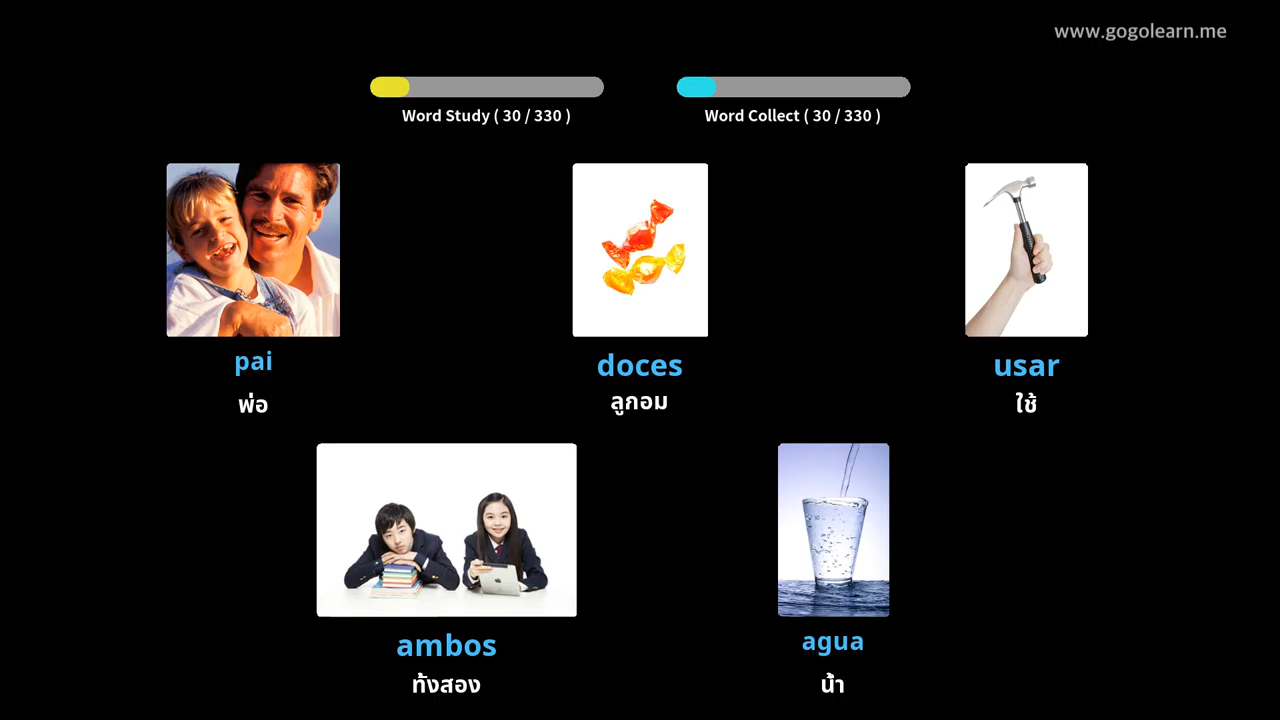 www.gogolearn.me
Word Study ( 30 / 330 )
Word Collect ( 30 / 330 )
pai
พ่อ
doces
ลูกอม
usar
ใช้
ambos
ทั้งสอง
agua
น้ำ